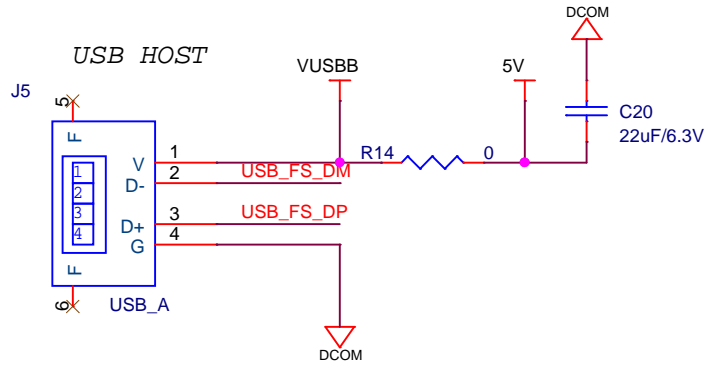 DCOM
USB HOST
VUSBB
5V
J5
5
C20
22uF/6.3V
F
R14
0
V
1
1
USB_FS_DM
D-
2
2
3
USB_FS_DP
D+
3
4
G
4
F
6
USB_A
DCOM